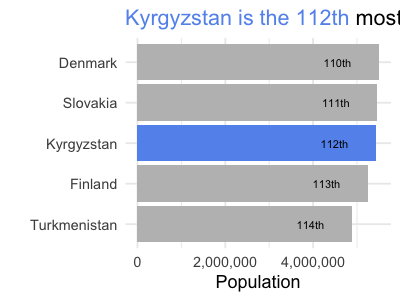 Kyrgyzstan is the 112th most
Denmark 110th
Slovakia 111th
Kyrgyzstan 112th
Finland 113th
Turkmenistan 114th
0 2,000,000 4,000,000
Population